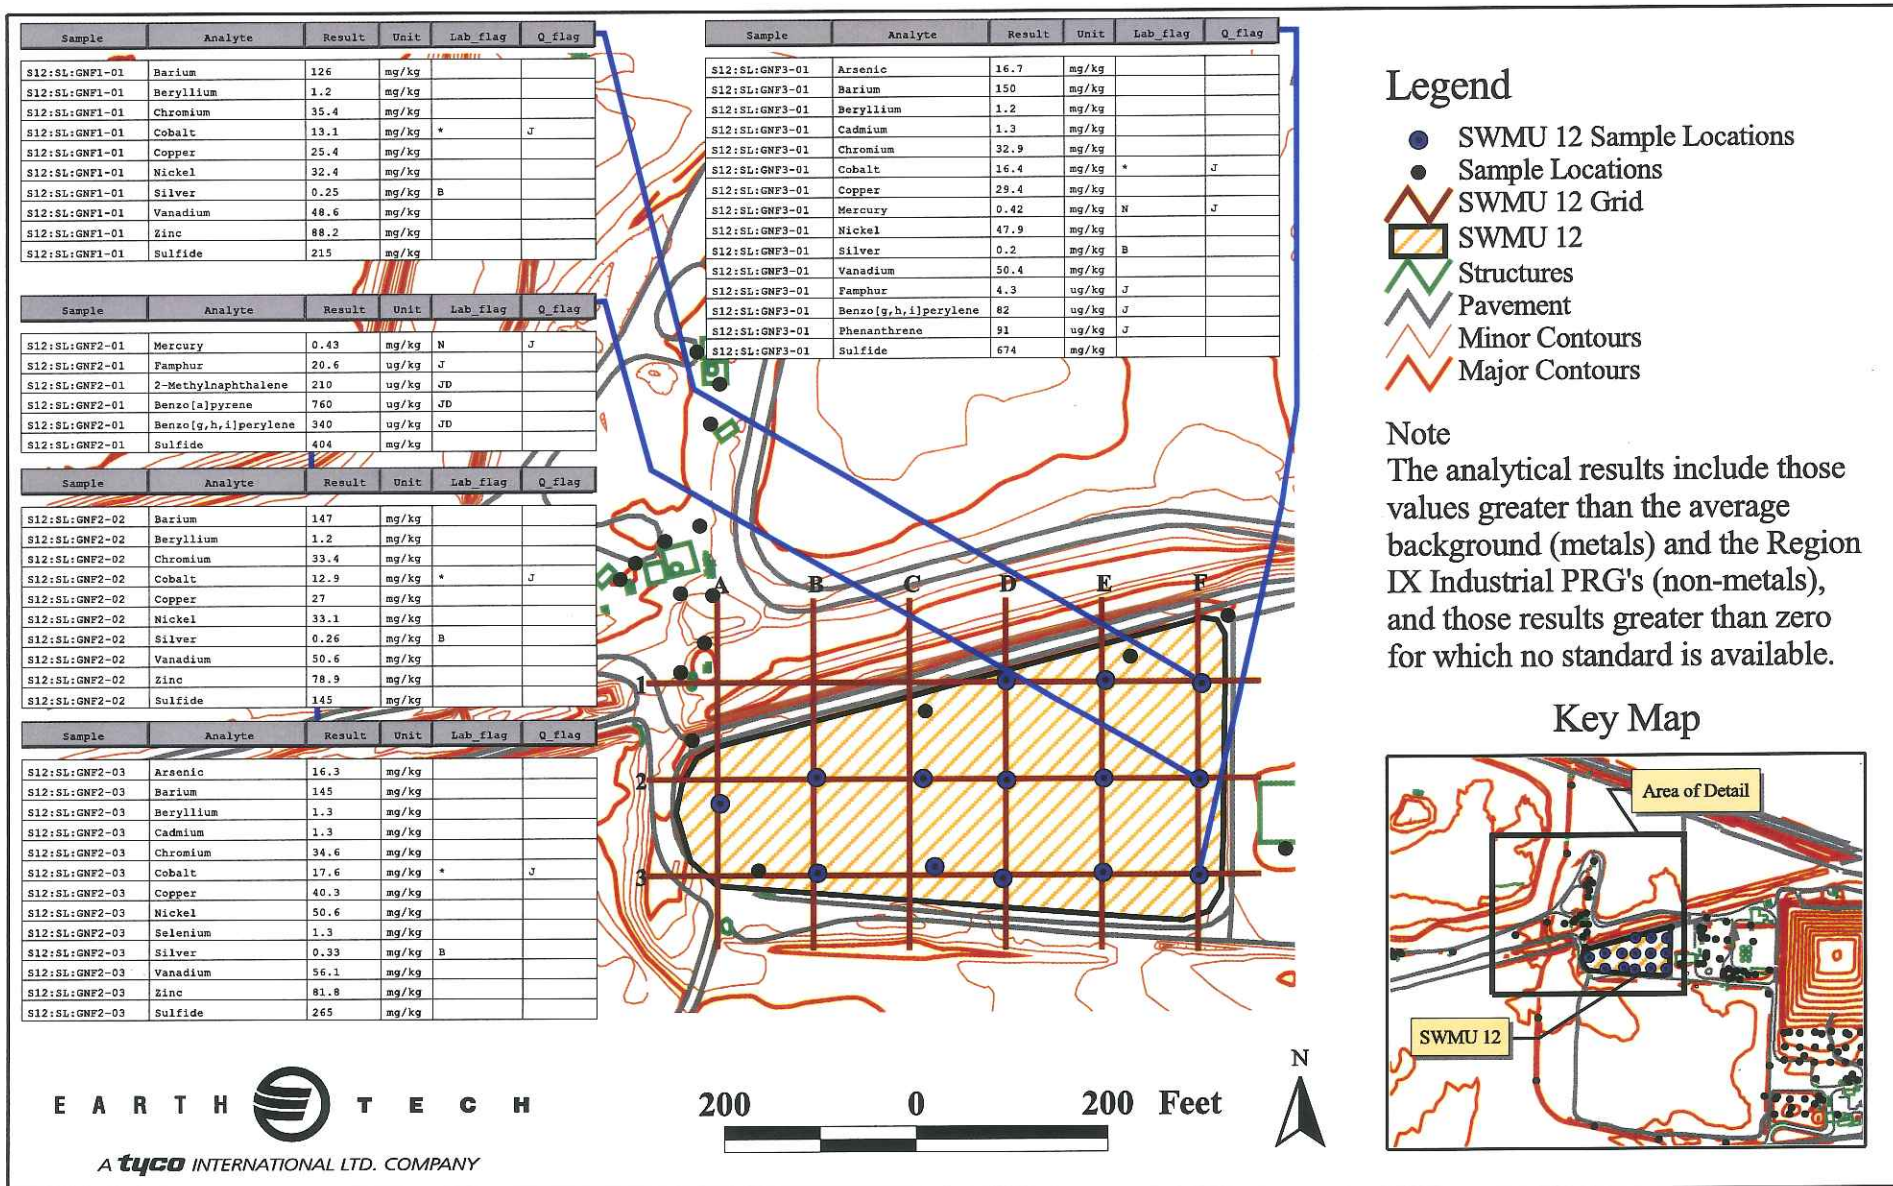 Sample Analyte Result Unit Lab_flag Q_flag
S12:SL:GNF1-01 Barium 126 mg/kg
S12:SL:GNF1-01 Beryllium 1.2 mg/kg
S12:SL:GNF1-01 Chromium 35.4 mg/kg
S12:SL:GNF1-01 Cobalt 13.1 mg/kg * J
S12:SL:GNF1-01 Copper 25.4 mg/kg
S12:SL:GNF1-01 Nickel 32.4 mg/kg
S12:SL:GNF1-01 Silver 0.25 mg/kg B
S12:SL:GNF1-01 Vanadium 48.6 mg/kg
S12:SL:GNF1-01 Zinc 88.2 mg/kg
S12:SL:GNF1-01 Sulfide 215 mg/kg
Sample Analyte Result Unit Lab_flag Q_flag
S12:SL:GNF2-01 Mercury 0.43 mg/kg N J
S12:SL:GNF2-01 Famphur 20.6 ug/kg J
S12:SL:GNF2-01 2-Methylnaphthalene 210 ug/kg JD
S12:SL:GNF2-01 Benzo[a]pyrene 760 ug/kg JD
S12:SL:GNF2-01 Benzo[g,h,i]perylene 340 ug/kg JD
S12:SL:GNF2-01 Sulfide 404 mg/kg
Sample Analyte Result Unit Lab_flag Q_flag
S12:SL:GNF2-02 Barium 147 mg/kg
S12:SL:GNF2-02 Beryllium 1.2 mg/kg
S12:SL:GNF2-02 Chromium 33.4 mg/kg
S12:SL:GNF2-02 Cobalt 12.9 mg/kg * J
S12:SL:GNF2-02 Copper 27 mg/kg
S12:SL:GNF2-02 Nickel 33.1 mg/kg
S12:SL:GNF2-02 Silver 0.26 mg/kg B
S12:SL:GNF2-02 Vanadium 50.6 mg/kg
S12:SL:GNF2-02 Zinc 78.9 mg/kg
S12:SL:GNF2-02 Sulfide 145 mg/kg
Sample Analyte Result Unit Lab_flag Q_flag
S12:SL:GNF2-03 Arsenic 16.3 mg/kg
S12:SL:GNF2-03 Barium 145 mg/kg
S12:SL:GNF2-03 Beryllium 1.3 mg/kg
S12:SL:GNF2-03 Cadmium 1.3 mg/kg
S12:SL:GNF2-03 Chromium 34.6 mg/kg
S12:SL:GNF2-03 Cobalt 17.6 mg/kg * J
S12:SL:GNF2-03 Copper 40.3 mg/kg
S12:SL:GNF2-03 Nickel 50.6 mg/kg
S12:SL:GNF2-03 Selenium 1.3 mg/kg
S12:SL:GNF2-03 Silver 0.33 mg/kg B
S12:SL:GNF2-03 Vanadium 56.1 mg/kg
S12:SL:GNF2-03 Zinc 81.8 mg/kg
S12:SL:GNF2-03 Sulfide 265 mg/kg
Sample Analyte Result Unit Lab_flag Q_flag
S12:SL:GNF3-01 Arsenic 16.7 mg/kg
S12:SL:GNF3-01 Barium 150 mg/kg
S12:SL:GNF3-01 Beryllium 1.2 mg/kg
S12:SL:GNF3-01 Cadmium 1.3 mg/kg
S12:SL:GNF3-01 Chromium 32.9 mg/kg
S12:SL:GNF3-01 Cobalt 16.4 mg/kg * J
S12:SL:GNF3-01 Copper 29.4 mg/kg
S12:SL:GNF3-01 Mercury 0.42 mg/kg N J
S12:SL:GNF3-01 Nickel 47.9 mg/kg
S12:SL:GNF3-01 Silver 0.2 mg/kg B
S12:SL:GNF3-01 Vanadium 50.4 mg/kg
S12:SL:GNF3-01 Famphur 4.3 ug/kg J
S12:SL:GNF3-01 Benzo[g,h,i]perylene 82 ug/kg J
S12:SL:GNF3-01 Phenanthrene 91 ug/kg J
S12:SL:GNF3-01 Sulfide 674 mg/kg
A B C D E F
1
2
3
Legend
SWMU 12 Sample Locations
Sample Locations
SWMU 12 Grid
SWMU 12
Structures
Pavement
Minor Contours
Major Contours
Note
The analytical results include those
values greater than the average
background (metals) and the Region
IX Industrial PRG's (non-metals),
and those results greater than zero
for which no standard is available.
Key Map
Area of Detail
SWMU 12
EARTH TECH
A tyco INTERNATIONAL LTD. COMPANY
200 0 200 Feet
N